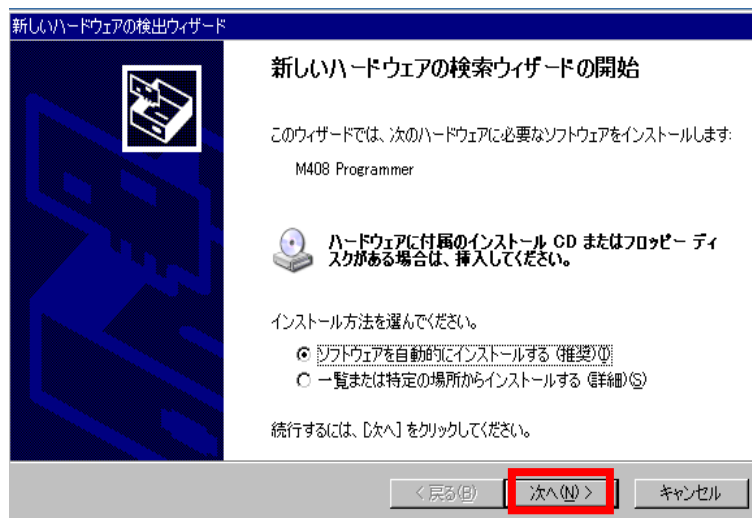 新しいハードウェアの検出ウィザード
新しいハードウェアの検索ウィザードの開始
このウィザードでは、次のハードウェアに必要なソフトウェアをインストールします:
M408 Programmer
ハードウェアに付属のインストール CD またはフロッピー ディ
スクがある場合は、挿入してください。
インストール方法を選んでください。
ソフトウェアを自動的にインストールする (推奨)(I)
一覧または特定の場所からインストールする (詳細)(S)
続行するには、[次へ] をクリックしてください。
< 戻る(B)
次へ(N) >
キャンセル